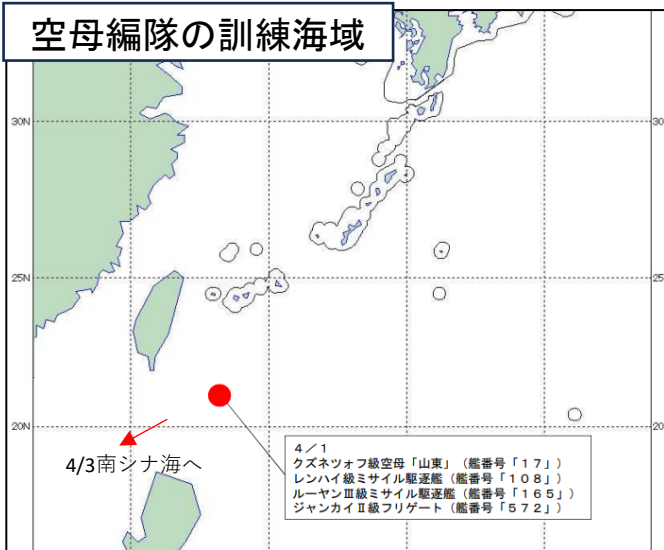 空母編隊の訓練海域
30N
30
25N
25
20N
20
4/3南シナ海へ
４／１
クズネツォフ級空母「山東」（艦番号「１７」）
レンハイ級ミサイル駆逐艦（艦番号「１０８」）
ルーヤンⅢ級ミサイル駆逐艦（艦番号「１６５」）
ジャンカイⅡ級フリゲート（艦番号「５７２」）